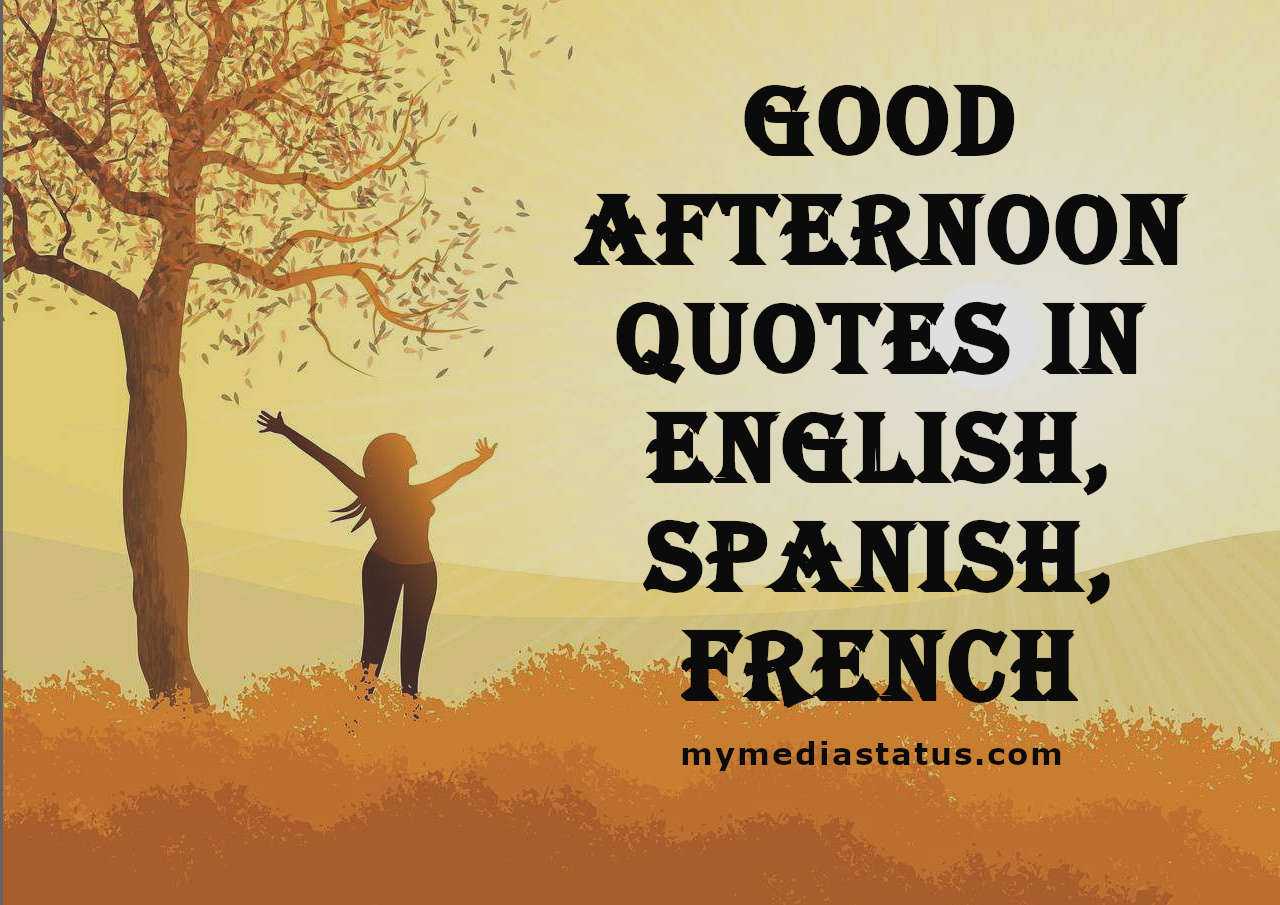 GOOD
AFTERNOON
QUOTES IN
ENGLISH,
SPANISH,
FRENCH
mymediastatus.com